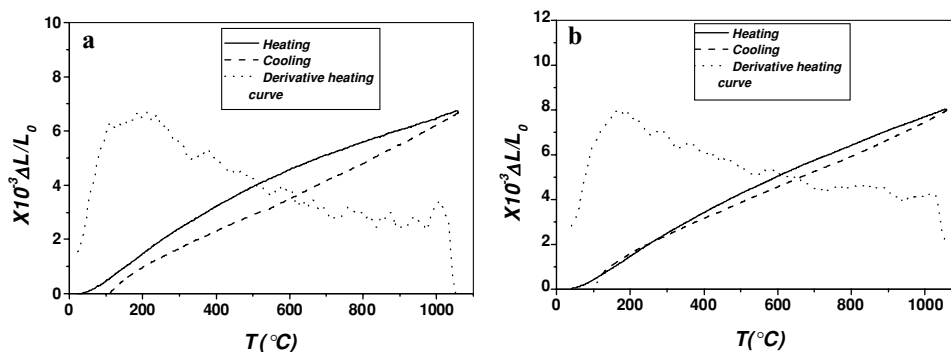 a
Heating
Cooling
Derivative heating
curve
X10⁻³ΔL/L₀
10
8
6
4
2
0
0 200 400 600 800 1000
T(°C)
b
Heating
Cooling
Derivative heating
curve
X10⁻³ΔL/L₀
12
10
8
6
4
2
0
0 200 400 600 800 1000
T(°C)